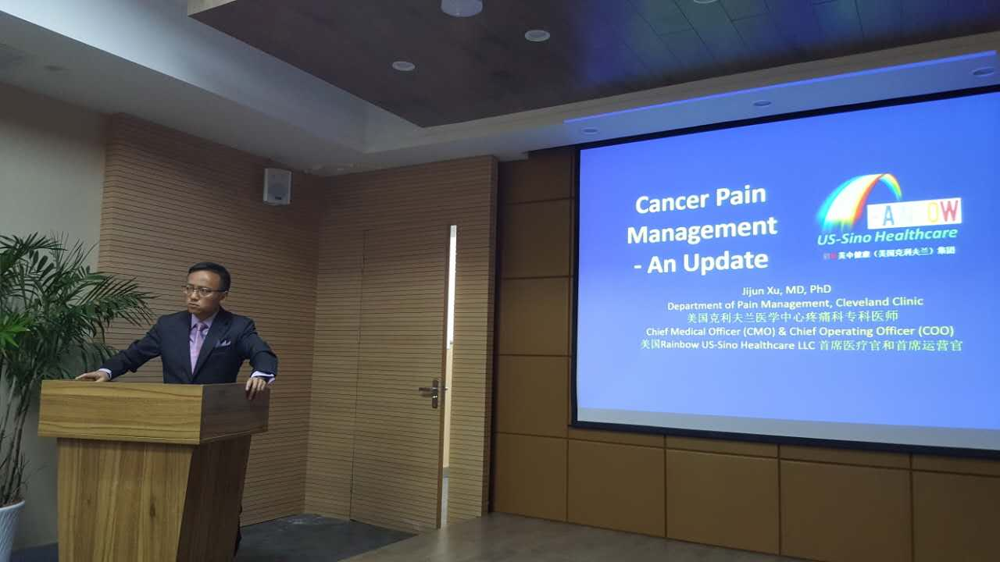 Cancer Pain
Management
- An Update
US-Sino Healthcare
美中健康（美国克利夫兰）集团
Jijun Xu, MD, PhD
Department of Pain Management, Cleveland Clinic
美国克利夫兰医学中心疼痛科专科医师
Chief Medical Officer (CMO) & Chief Operating Officer (COO)
美国Rainbow US-Sino Healthcare LLC 首席医疗官和首席运营官